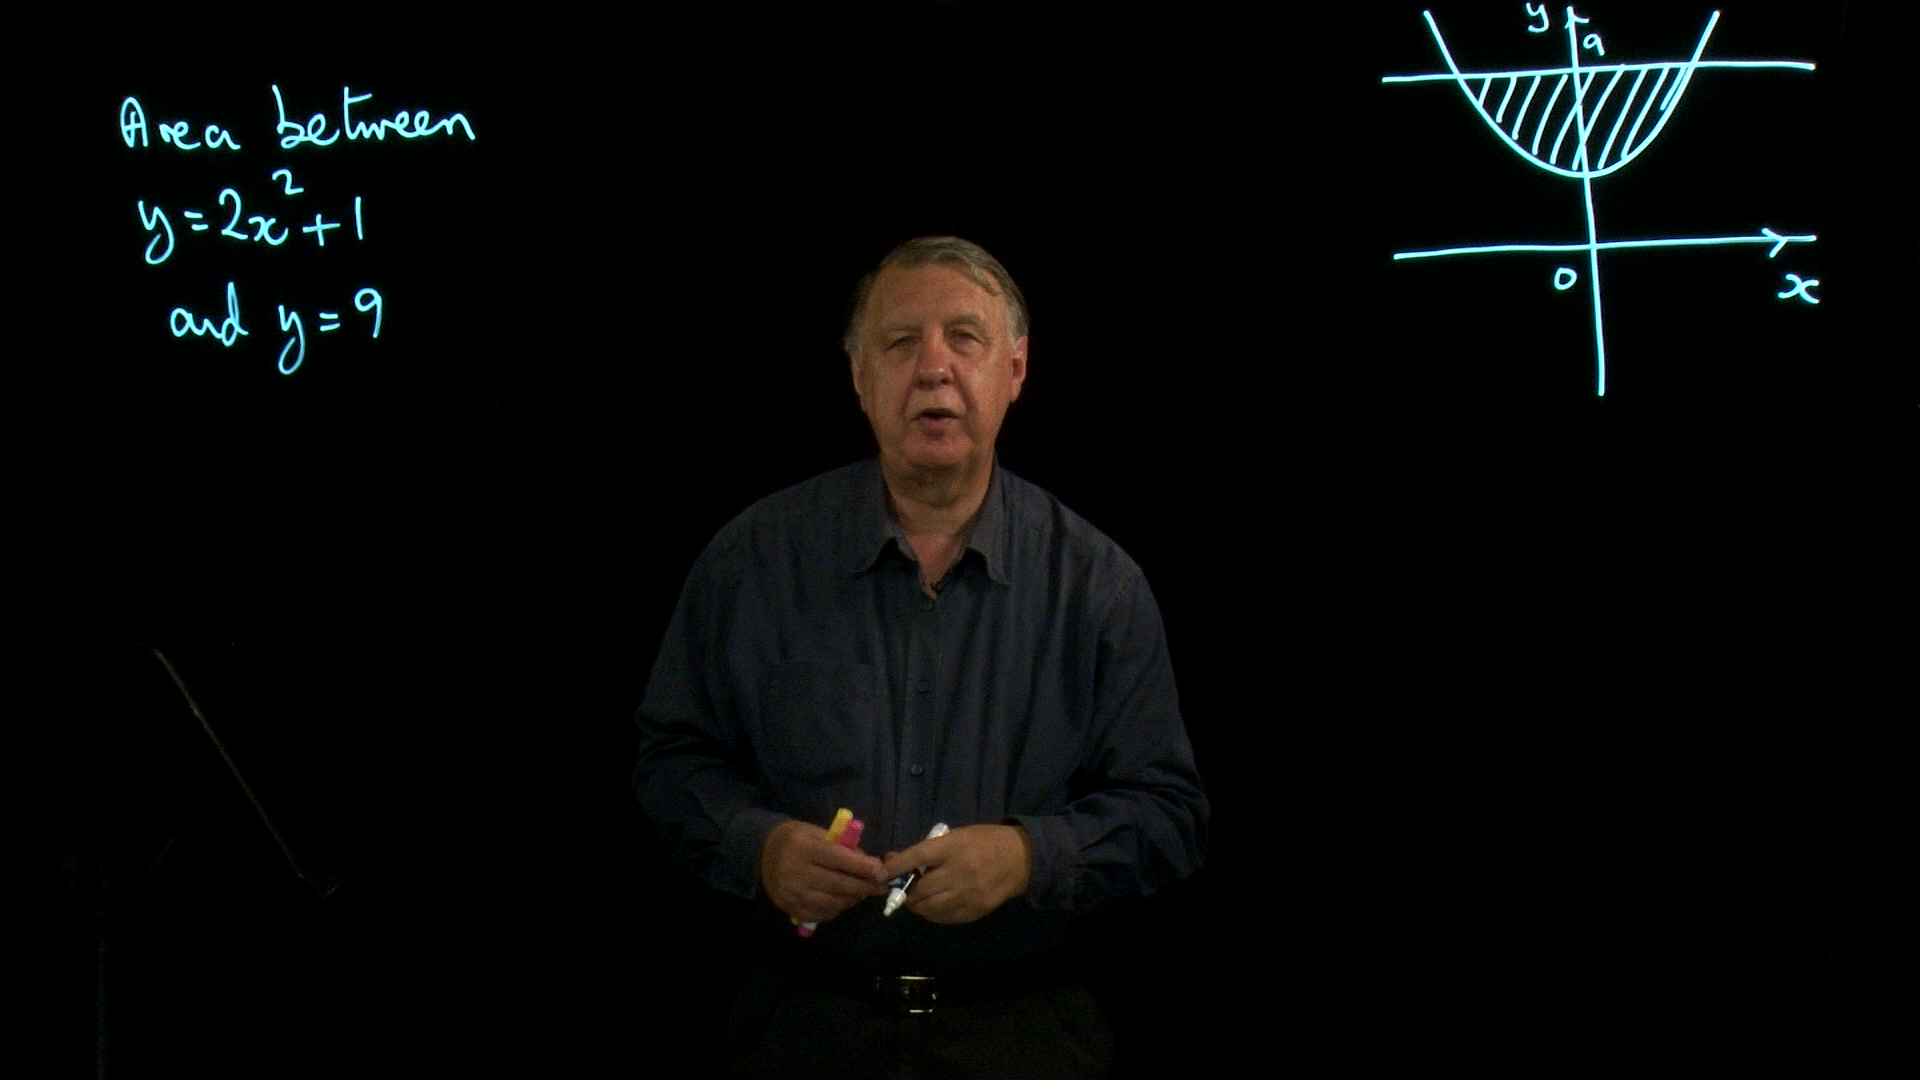 Area between
y = 2x² + 1
and y = 9
y
9
0
x